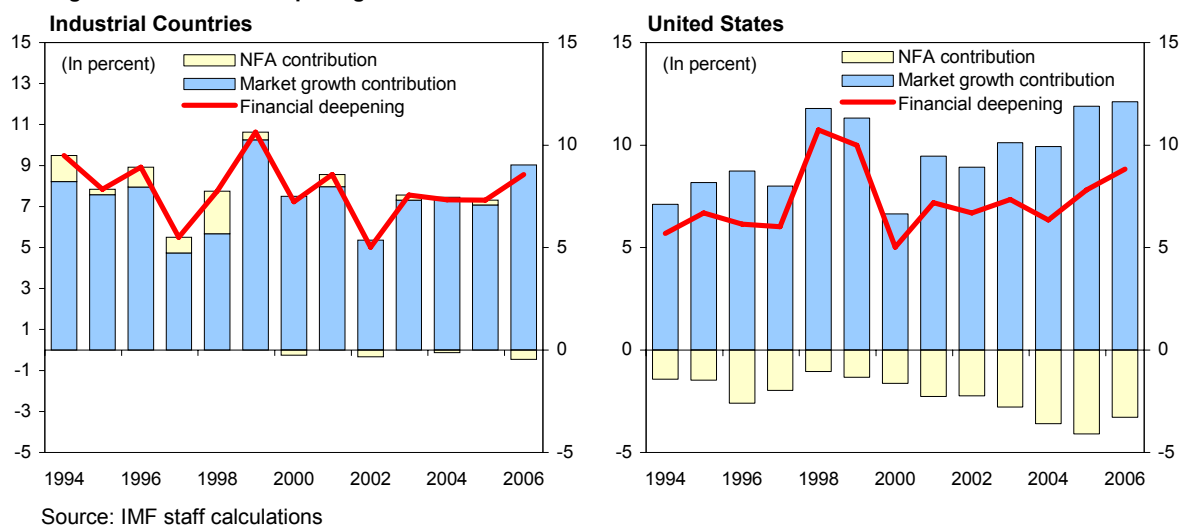 Industrial Countries
15
13
11
9
7
5
3
1
-1
-3
-5
(In percent)
NFA contribution
Market growth contribution
Financial deepening
15
10
5
0
-5
1994 1996 1998 2000 2002 2004 2006
United States
15
10
5
0
-5
(In percent)
NFA contribution
Market growth contribution
Financial deepening
15
10
5
0
-5
1994 1996 1998 2000 2002 2004 2006
Source: IMF staff calculations